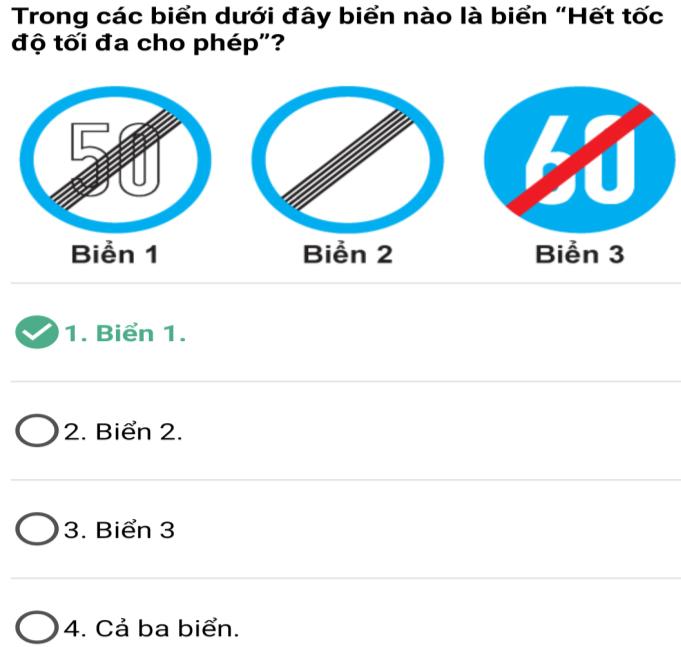 Trong các biển dưới đây biển nào là biển “Hết tốc
độ tối đa cho phép”?
50
60
Biển 1
Biển 2
Biển 3
1. Biển 1.
2. Biển 2.
3. Biển 3
4. Cả ba biển.